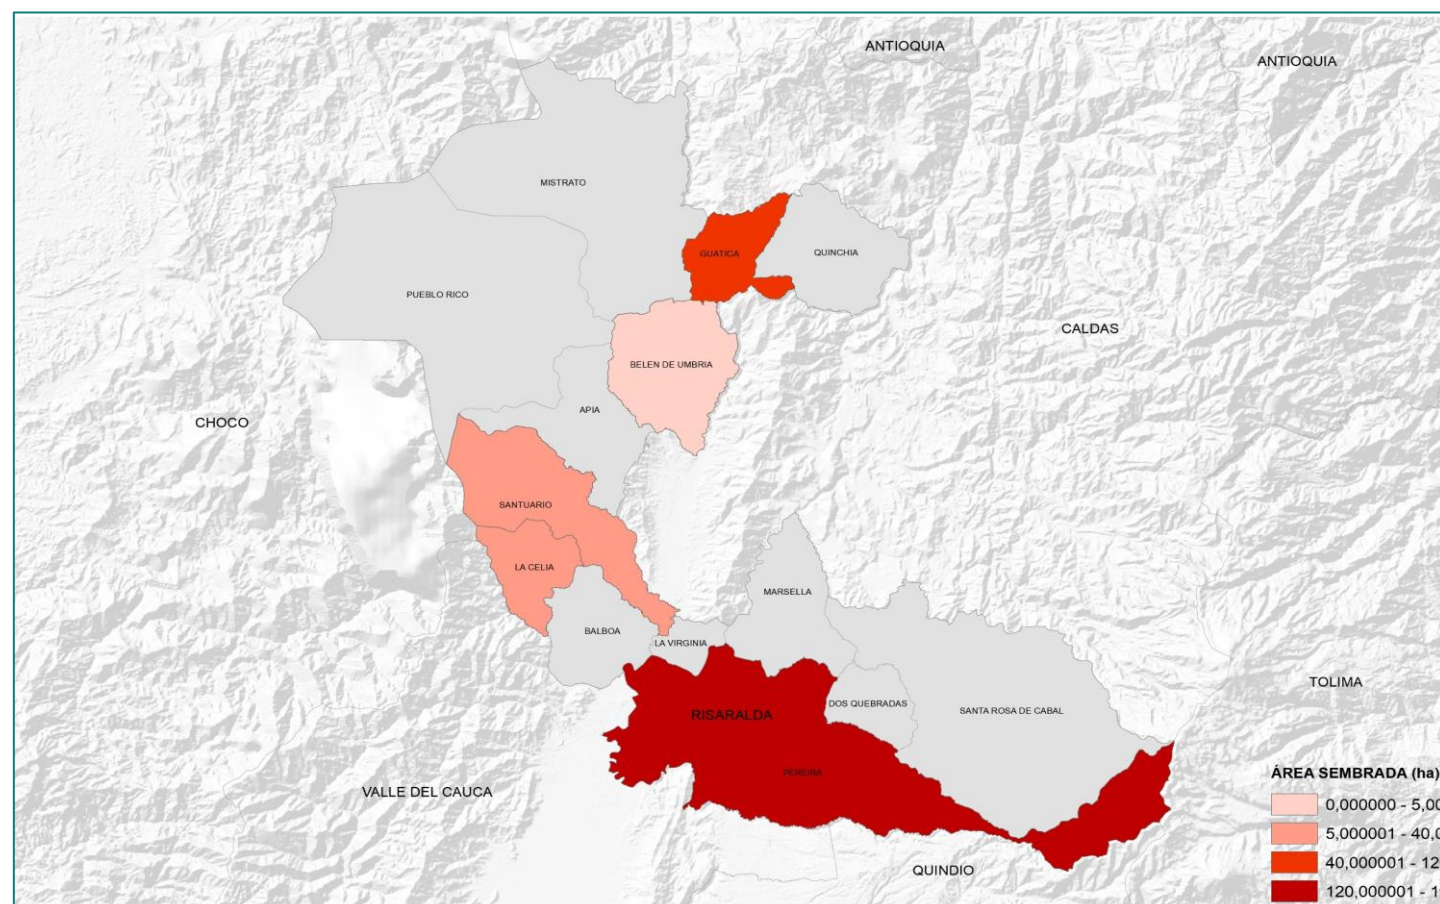 ANTIOQUIA
ANTIOQUIA
MISTRATO
GUATICA
QUINCHIA
PUEBLO RICO
CALDAS
BELEN DE UMBRIA
APIA
CHOCO
SANTUARIO
LA CELIA
MARSELLA
BALBOA
LA VIRGINIA
TOLIMA
DOS QUEBRADAS
SANTA ROSA DE CABAL
RISARALDA
PEREIRA
VALLE DEL CAUCA
QUINDIO
ÁREA SEMBRADA (ha)
0,000000 - 5,00
5,000001 - 40,0
40,000001 - 12
120,000001 - 1